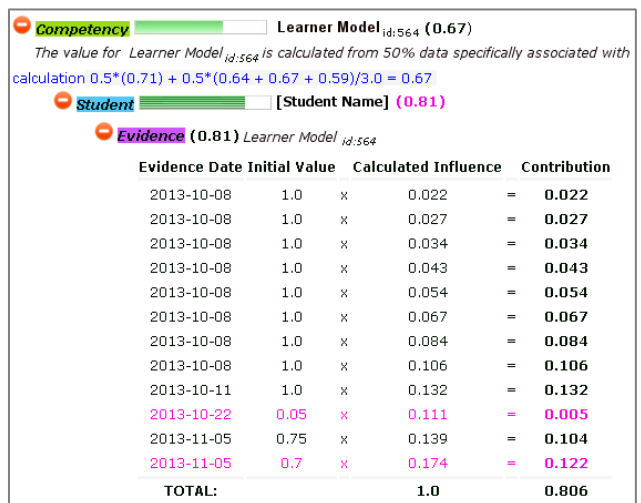 Competency Learner Model id:564 (0.67)
The value for Learner Model id:564 is calculated from 50% data specifically associated with
calculation 0.5*(0.71) + 0.5*(0.64 + 0.67 + 0.59)/3.0 = 0.67
Student [Student Name] (0.81)
Evidence (0.81) Learner Model id:564
Evidence Date Initial Value Calculated Influence Contribution
2013-10-08 1.0 x 0.022 = 0.022
2013-10-08 1.0 x 0.027 = 0.027
2013-10-08 1.0 x 0.034 = 0.034
2013-10-08 1.0 x 0.043 = 0.043
2013-10-08 1.0 x 0.054 = 0.054
2013-10-08 1.0 x 0.067 = 0.067
2013-10-08 1.0 x 0.084 = 0.084
2013-10-08 1.0 x 0.106 = 0.106
2013-10-11 1.0 x 0.132 = 0.132
2013-10-22 0.05 x 0.111 = 0.005
2013-11-05 0.75 x 0.139 = 0.104
2013-11-05 0.7 x 0.174 = 0.122
TOTAL: 1.0 0.806